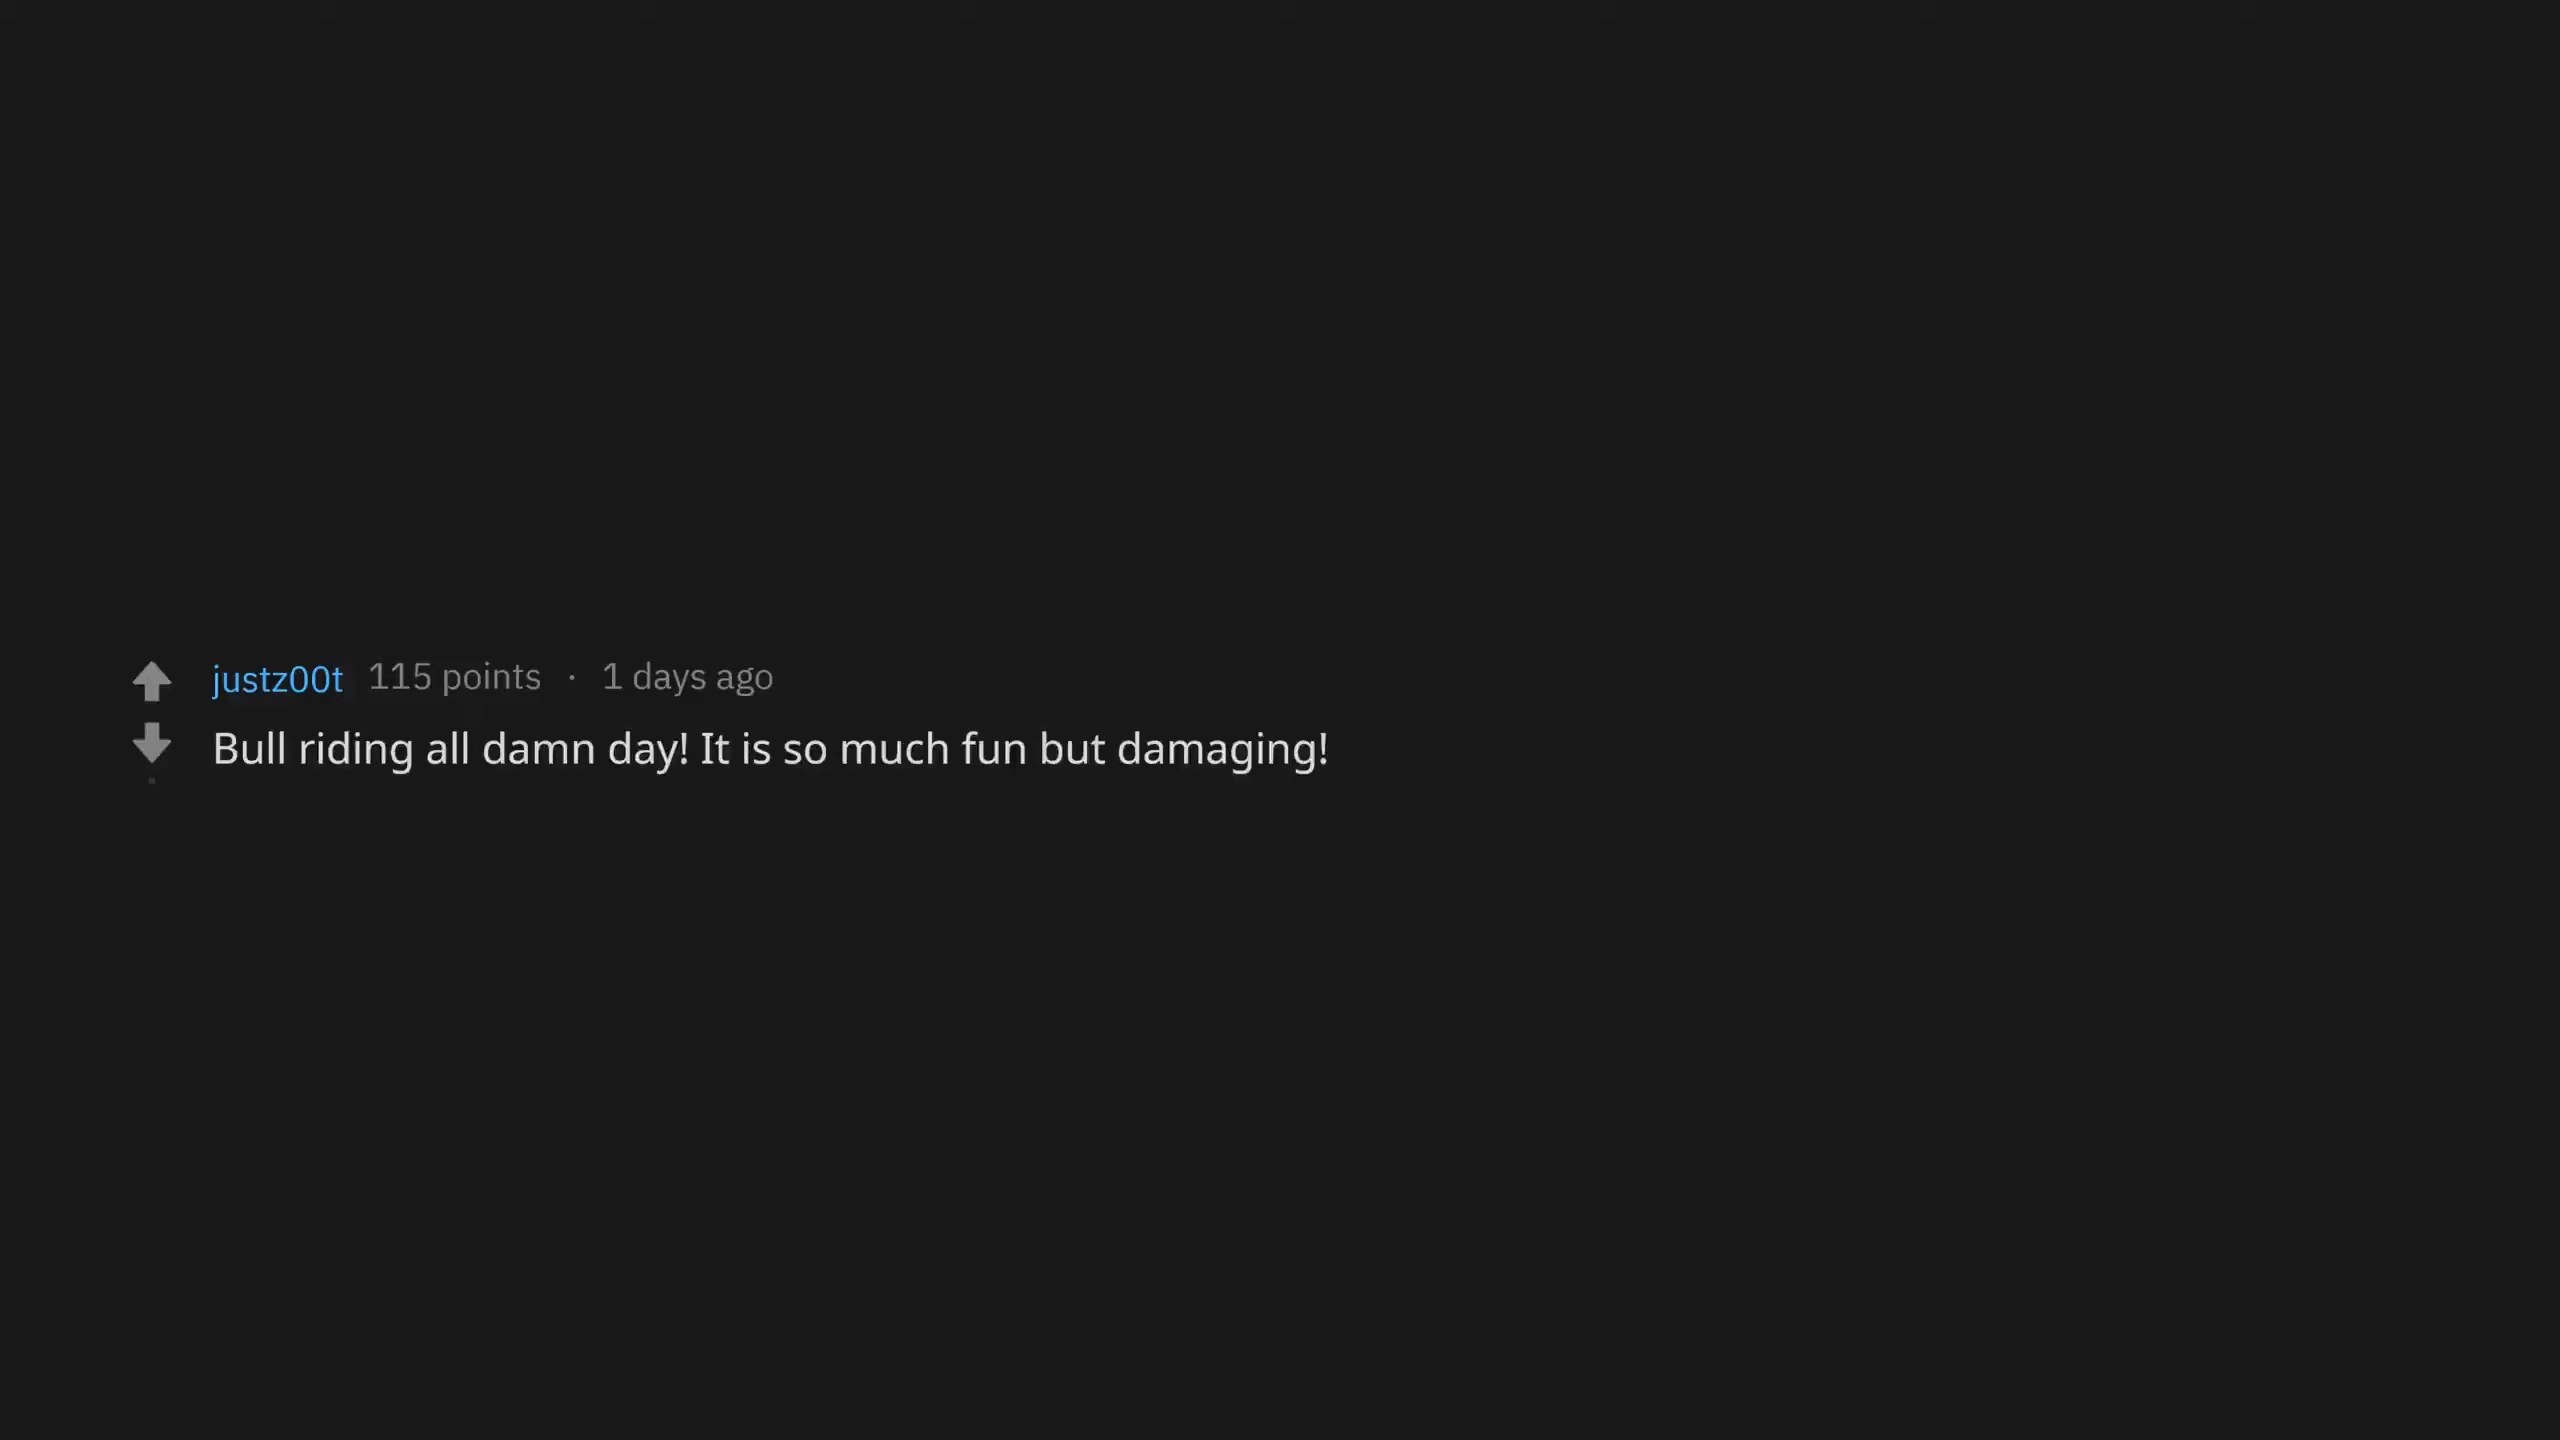 justz00t 115 points · 1 days ago
Bull riding all damn day! It is so much fun but damaging!